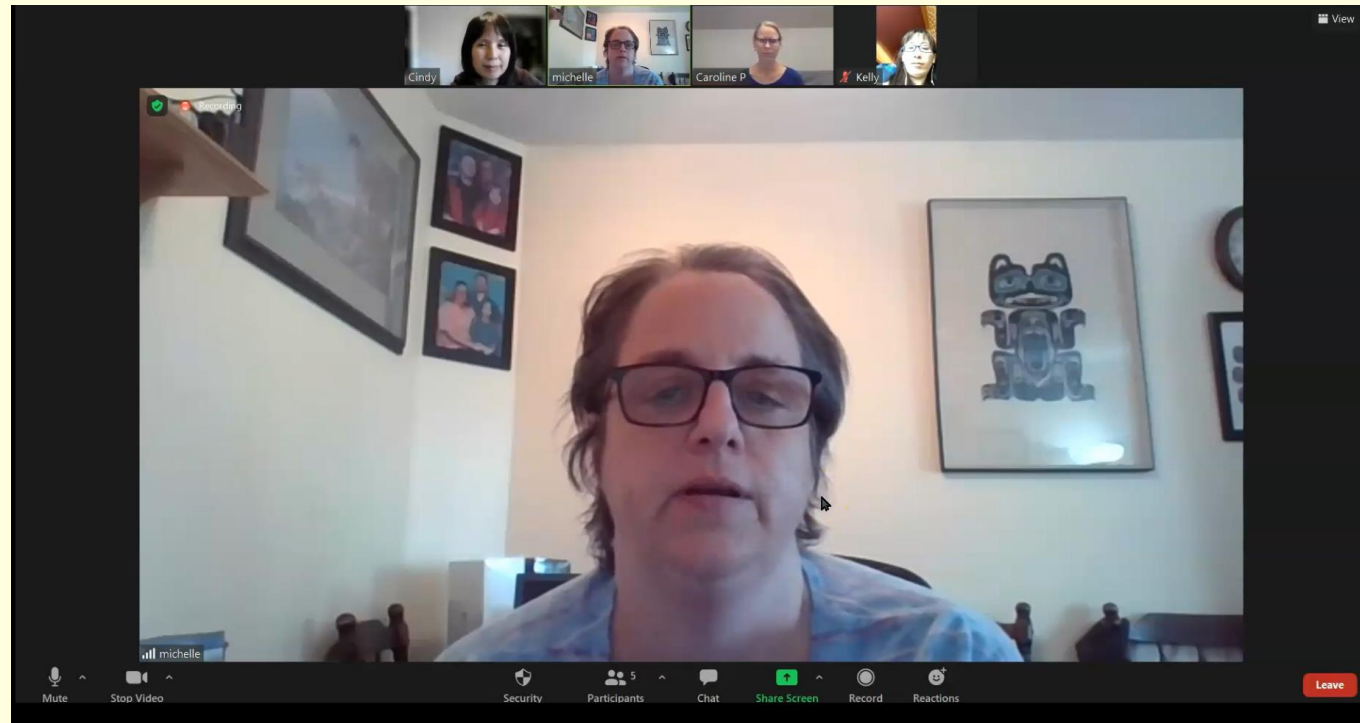 View
Cindy
michelle
Caroline P
Kelly
Recording
michelle
Mute
Stop Video
Security
5
Participants
Chat
Share Screen
Record
Reactions
Leave